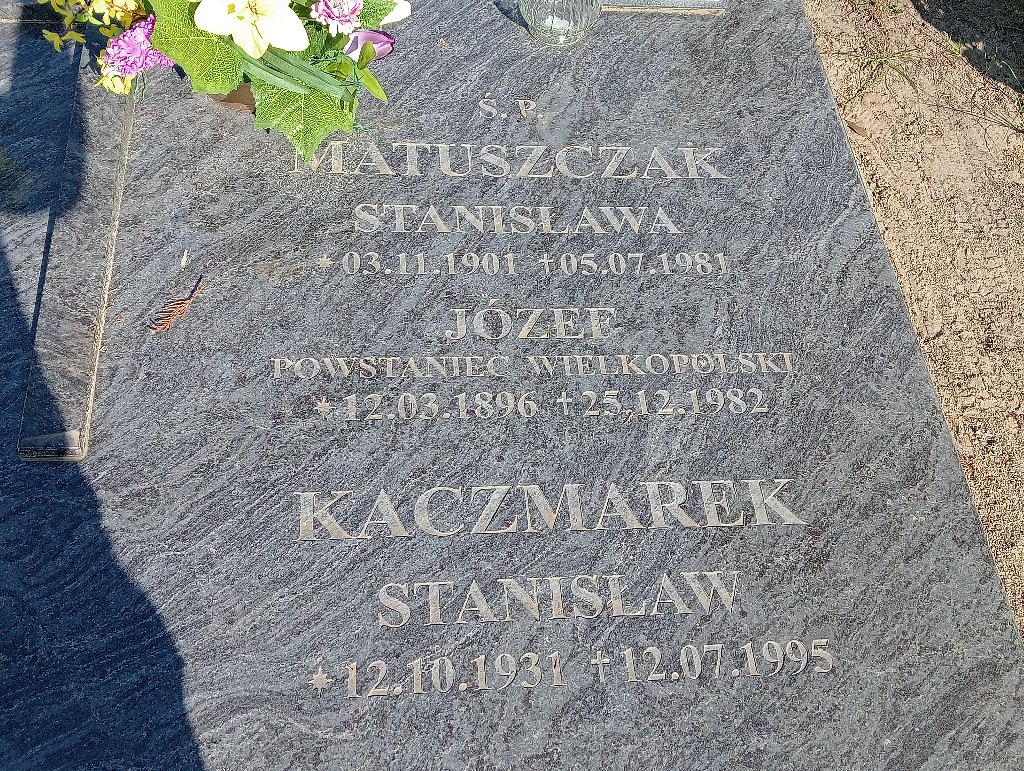 Ś. P.
MATUSZCZAK
STANISŁAWA
* 03.11.1901 †05.07.1981
JÓZEF
POWSTANIEC WIELKOPOLSKI
* 12.03.1896 † 25.12.1982
KACZMAREK
STANISŁAW
* 12.10.1931 † 12.07.1995